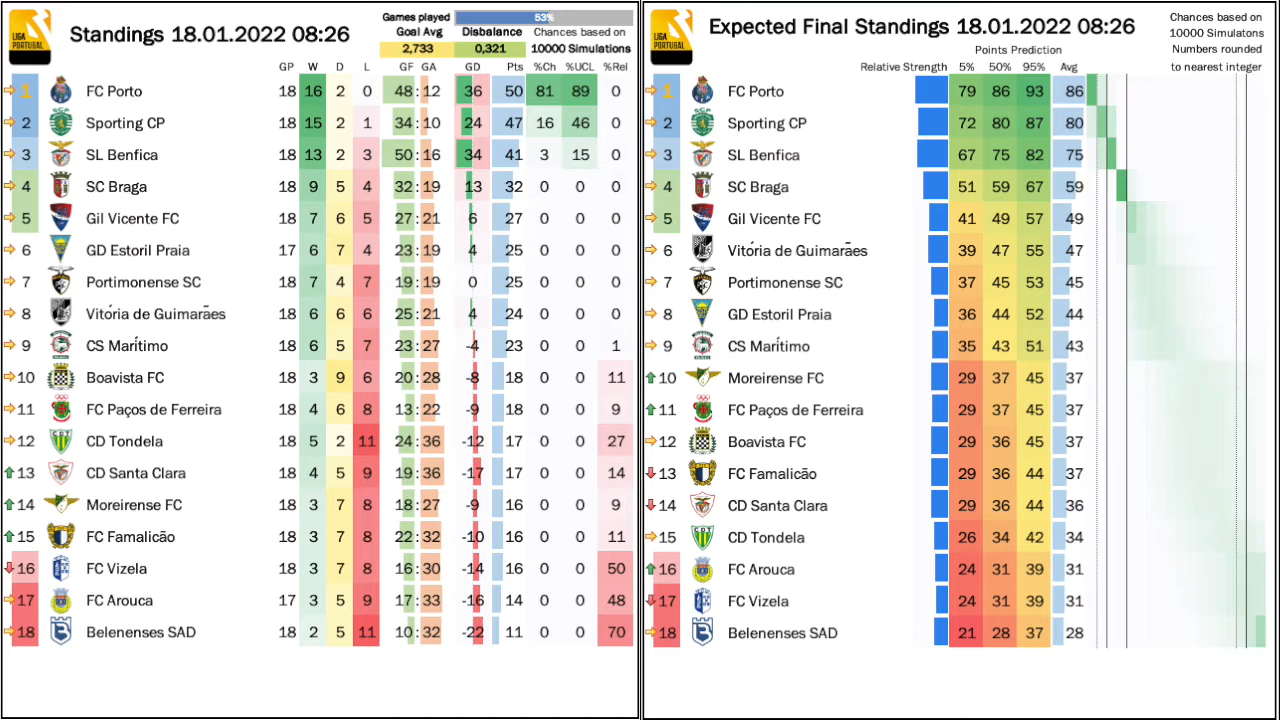 LIGA PORTUGAL
Standings 18.01.2022 08:26
Games played 53%
Goal Avg Disbalance Chances based on
2,733 0,321 10000 Simulations
GP W D L GF GA GD Pts %Ch %UCL %Rel
1 FC Porto 18 16 2 0 48:12 36 50 81 89 0
2 Sporting CP 18 15 2 1 34:10 24 47 16 46 0
3 SL Benfica 18 13 2 3 50:16 34 41 3 15 0
4 SC Braga 18 9 5 4 32:19 13 32 0 0 0
5 Gil Vicente FC 18 7 6 5 27:21 6 27 0 0 0
6 GD Estoril Praia 17 6 7 4 23:19 4 25 0 0 0
7 Portimonense SC 18 7 4 7 19:19 0 25 0 0 0
8 Vitória de Guimarães 18 6 6 6 25:21 4 24 0 0 0
9 CS Marítimo 18 6 5 7 23:27 -4 23 0 0 1
10 Boavista FC 18 3 9 6 20:28 -8 18 0 0 11
11 FC Paços de Ferreira 18 4 6 8 13:22 -9 18 0 0 9
12 CD Tondela 18 5 2 11 24:36 -12 17 0 0 27
13 CD Santa Clara 18 4 5 9 19:36 -17 17 0 0 14
14 Moreirense FC 18 3 7 8 18:27 -9 16 0 0 9
15 FC Famalicão 18 3 7 8 22:32 -10 16 0 0 11
16 FC Vizela 18 3 7 8 16:30 -14 16 0 0 50
17 FC Arouca 17 3 5 9 17:33 -16 14 0 0 48
18 Belenenses SAD 18 2 5 11 10:32 -22 11 0 0 70
LIGA PORTUGAL
Expected Final Standings 18.01.2022 08:26
Chances based on
10000 Simulatons
Numbers rounded
to nearest integer
Points Prediction
Relative Strength 5% 50% 95% Avg
1 FC Porto 79 86 93 86
2 Sporting CP 72 80 87 80
3 SL Benfica 67 75 82 75
4 SC Braga 51 59 67 59
5 Gil Vicente FC 41 49 57 49
6 Vitória de Guimarães 39 47 55 47
7 Portimonense SC 37 45 53 45
8 GD Estoril Praia 36 44 52 44
9 CS Marítimo 35 43 51 43
10 Moreirense FC 29 37 45 37
11 FC Paços de Ferreira 29 37 45 37
12 Boavista FC 29 36 45 37
13 FC Famalicão 29 36 44 37
14 CD Santa Clara 29 36 44 36
15 CD Tondela 26 34 42 34
16 FC Arouca 24 31 39 31
17 FC Vizela 24 31 39 31
18 Belenenses SAD 21 28 37 28